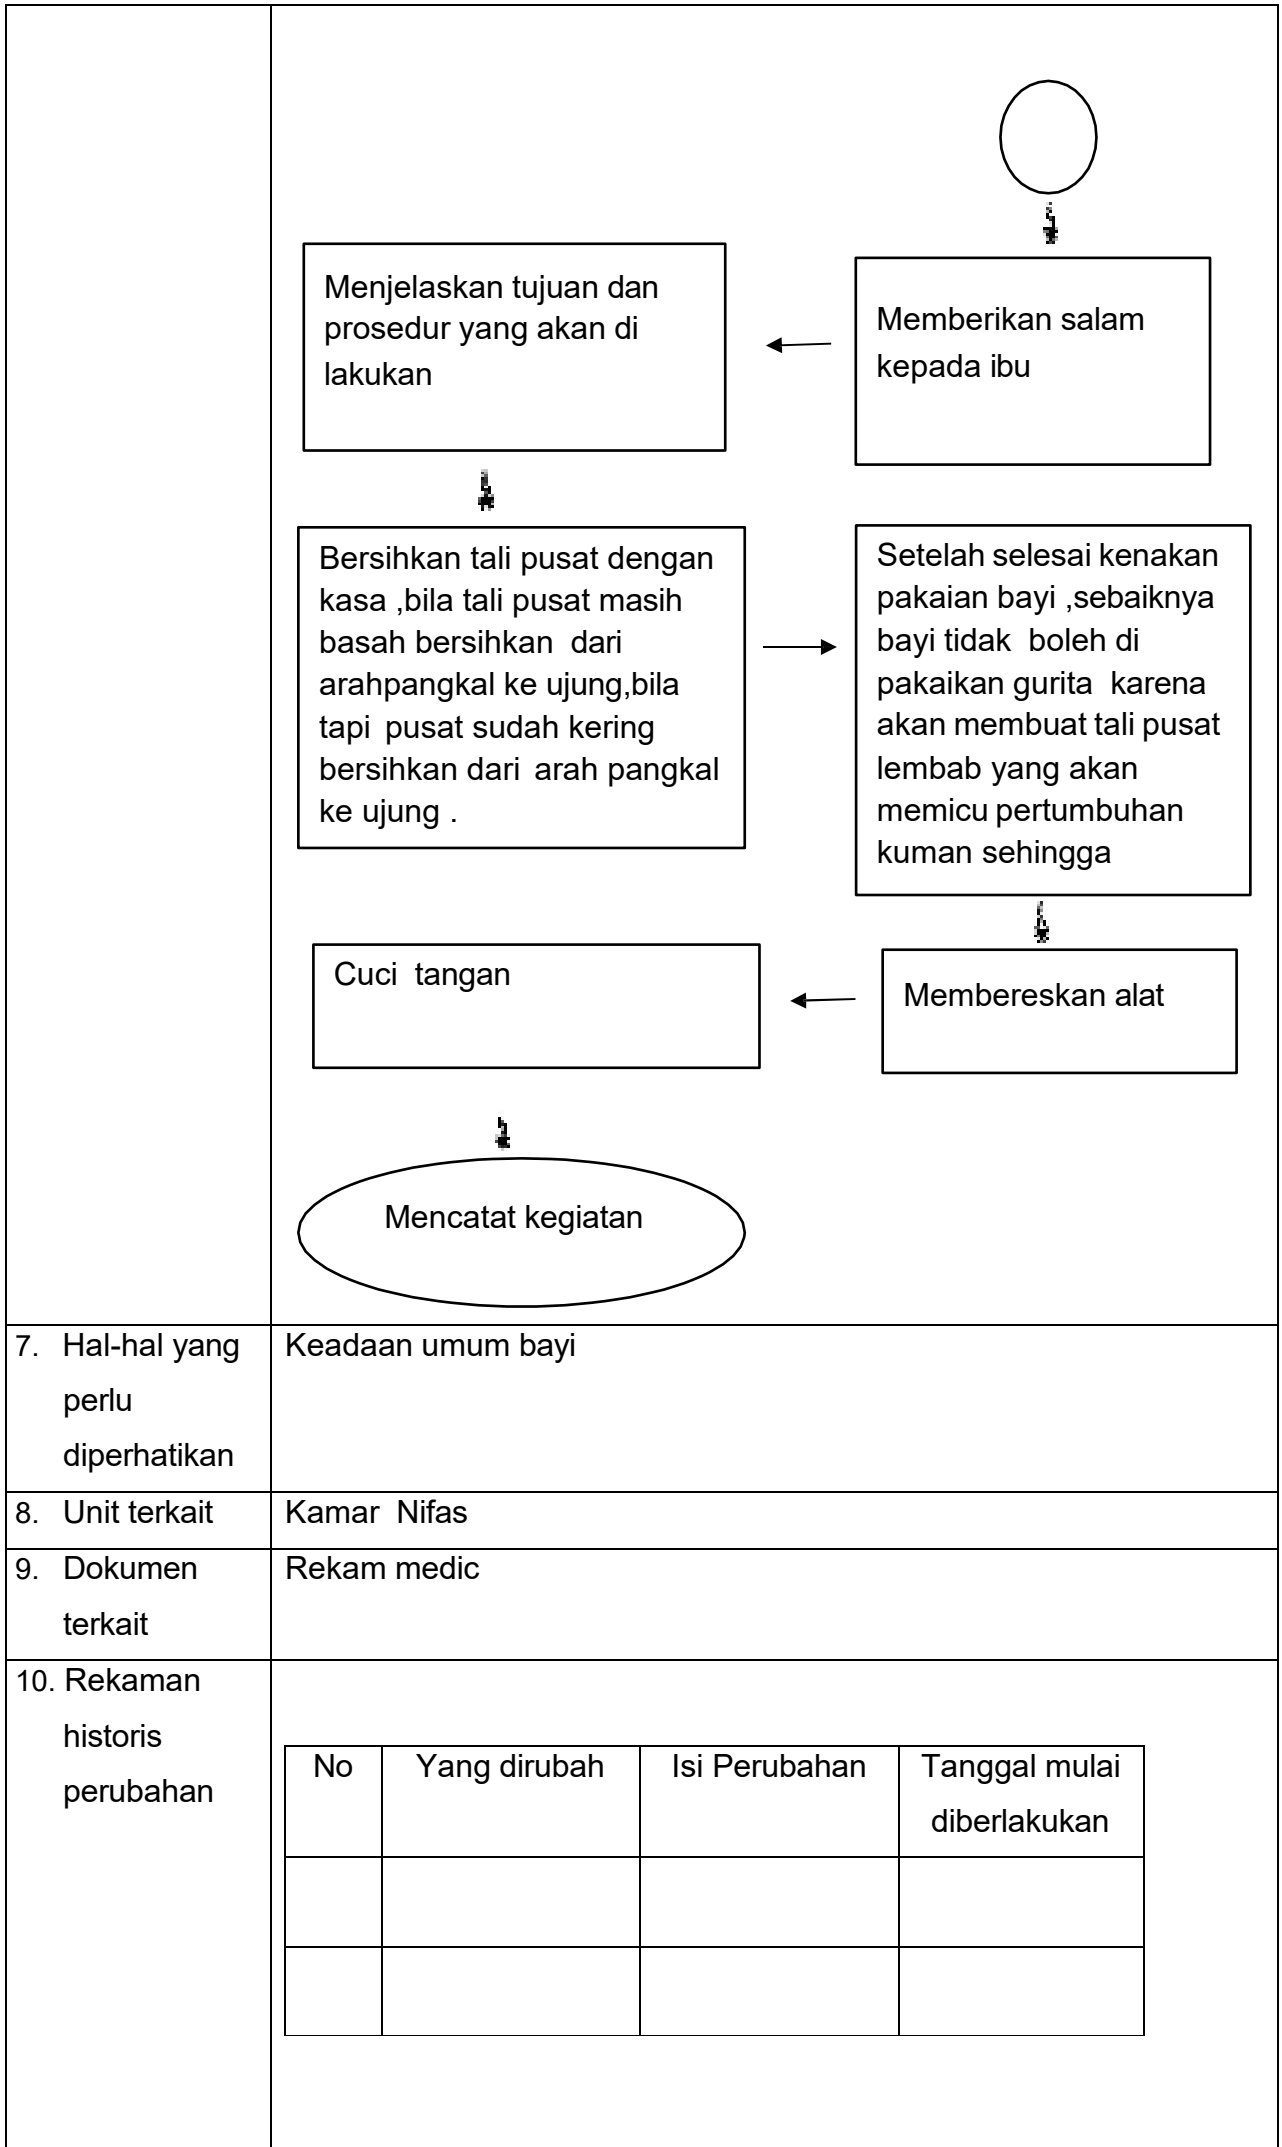 Memberikan salam
kepada ibu
Menjelaskan tujuan dan
prosedur yang akan di
lakukan
Bersihkan tali pusat dengan
kasa ,bila tali pusat masih
basah bersihkan dari
arahpangkal ke ujung,bila
tapi pusat sudah kering
bersihkan dari arah pangkal
ke ujung .
Setelah selesai kenakan
pakaian bayi ,sebaiknya
bayi tidak boleh di
pakaikan gurita karena
akan membuat tali pusat
lembab yang akan
memicu pertumbuhan
kuman sehingga
Membereskan alat
Cuci tangan
Mencatat kegiatan
7. Hal-hal yang
perlu
diperhatikan
Keadaan umum bayi
8. Unit terkait
Kamar Nifas
9. Dokumen
terkait
Rekam medic
10. Rekaman
historis
perubahan
No
Yang dirubah
Isi Perubahan
Tanggal mulai
diberlakukan